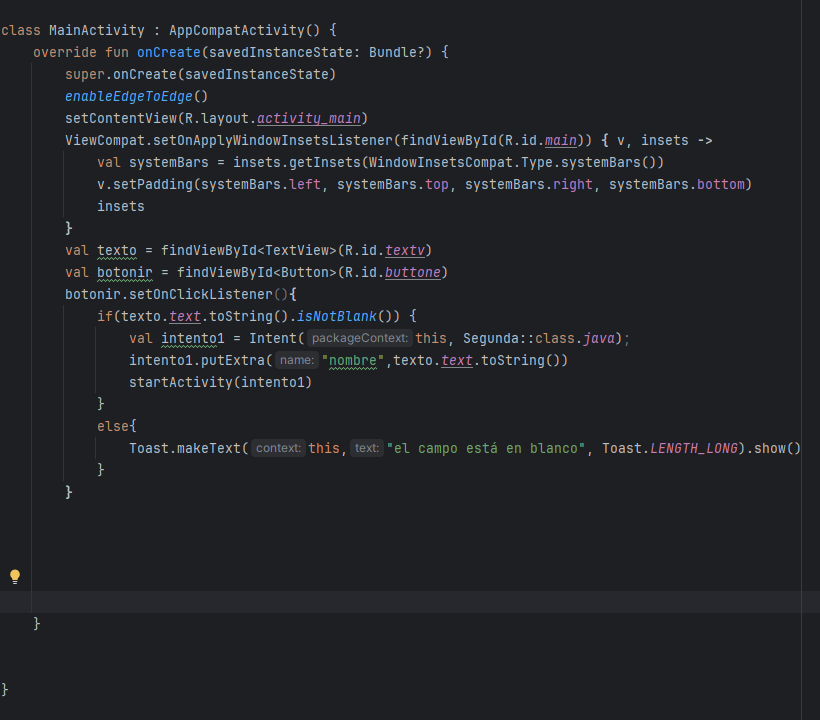 class MainActivity : AppCompatActivity() {
    override fun onCreate(savedInstanceState: Bundle?) {
        super.onCreate(savedInstanceState)
        enableEdgeToEdge()
        setContentView(R.layout.activity_main)
        ViewCompat.setOnApplyWindowInsetsListener(findViewById(R.id.main)) { v, insets ->
            val systemBars = insets.getInsets(WindowInsetsCompat.Type.systemBars())
            v.setPadding(systemBars.left, systemBars.top, systemBars.right, systemBars.bottom)
            insets
        }
        val texto = findViewById<TextView>(R.id.textv)
        val botonir = findViewById<Button>(R.id.buttone)
        botonir.setOnClickListener(){
            if(texto.text.toString().isNotBlank()) {
                val intento1 = Intent( packageContext: this, Segunda::class.java);
                intento1.putExtra( name: "nombre",texto.text.toString())
                startActivity(intento1)
            }
            else{
                Toast.makeText( context: this, text: "el campo está en blanco", Toast.LENGTH_LONG).show()
            }
        }
    }
}